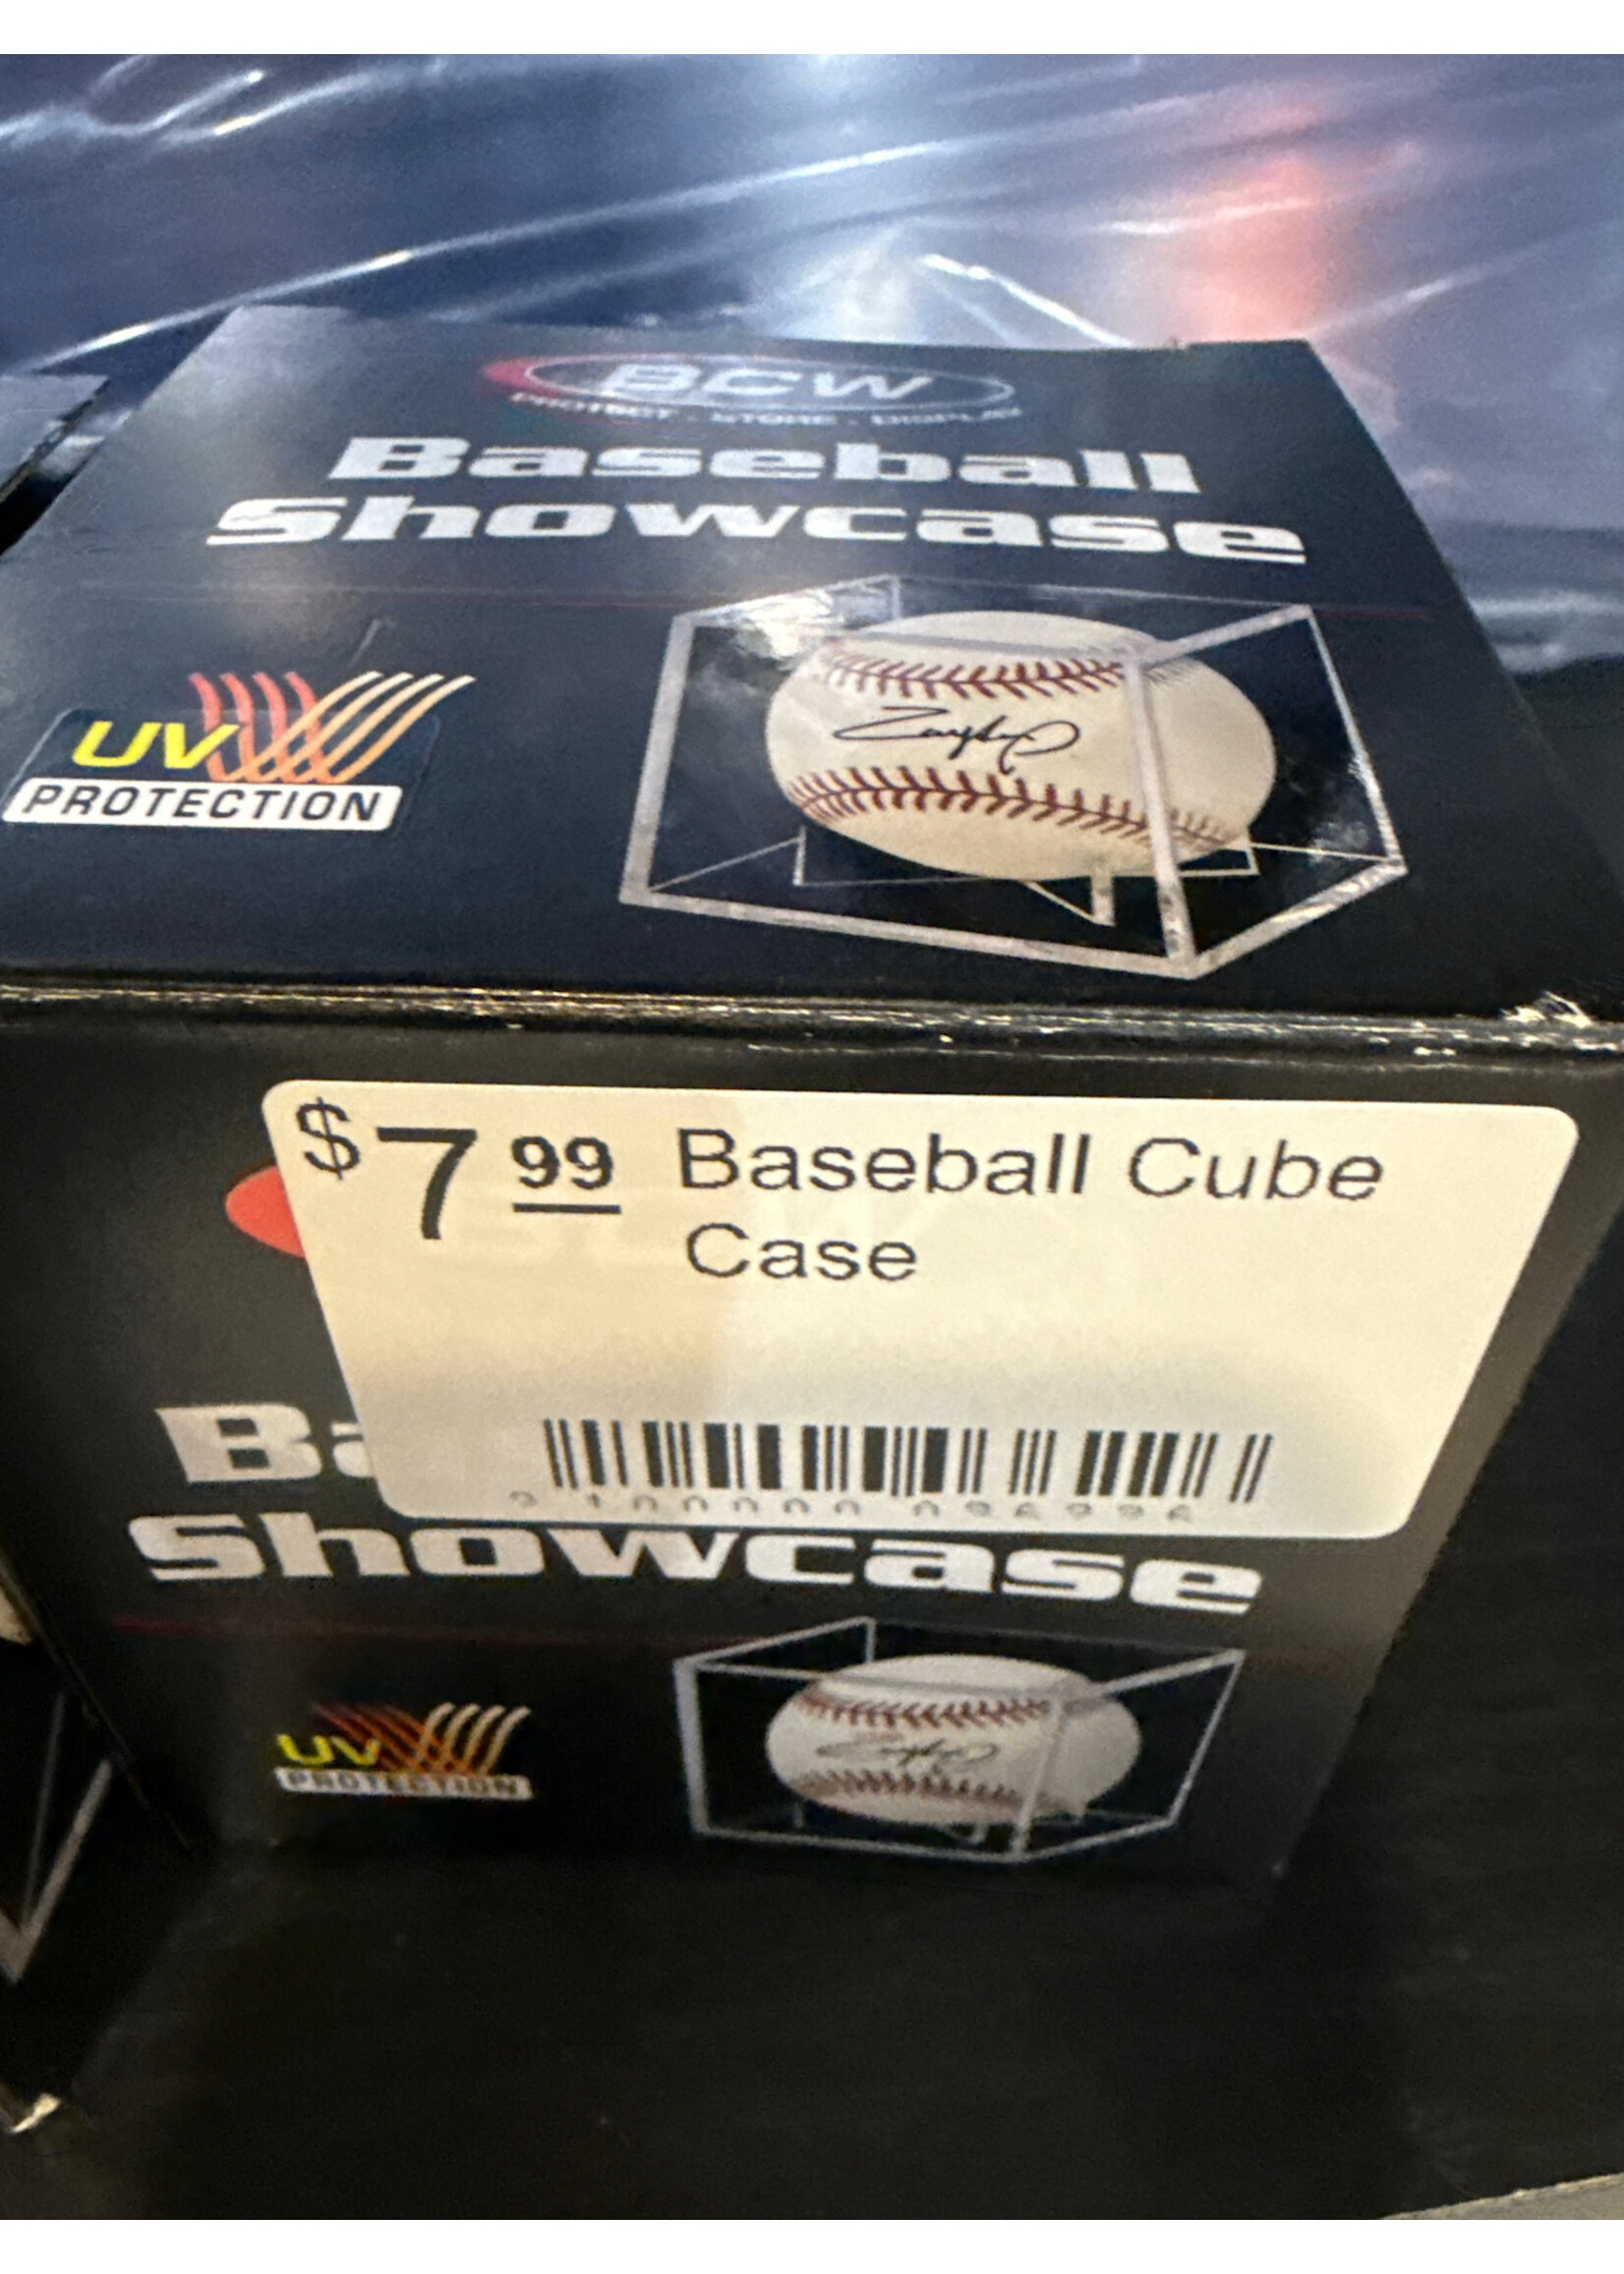 BCW
PROTECT • STORE • DISPLAY
Baseball
Showcase
UV
PROTECTION
$7 99 Baseball Cube
Case
Showcase
UV
PROTECTION